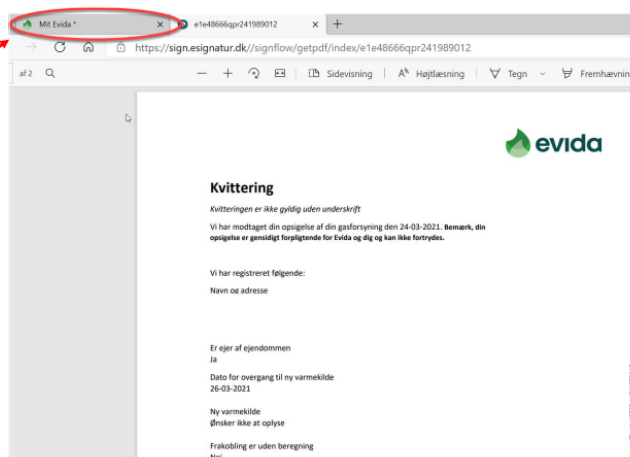 Mit Evida *
e1e48666qpr241989012
https://sign.esignatur.dk//signflow/getpdf/index/e1e48666qpr241989012
af 2
Sidevisning
Højtlæsning
Tegn
Fremhævnin
evida
Kvittering
Kvitteringen er ikke gyldig uden underskrift
Vi har modtaget din opsigelse af din gasforsyning den 24-03-2021. Bemærk, din
opsigelse er gensidigt forpligtende for Evida og dig og kan ikke fortrydes.
Vi har registreret følgende:
Navn og adresse
Er ejer af ejendommen
Ja
Dato for overgang til ny varmekilde
26-03-2021
Ny varmekilde
Ønsker ikke at oplyse
Frakobling er uden beregning
Nej